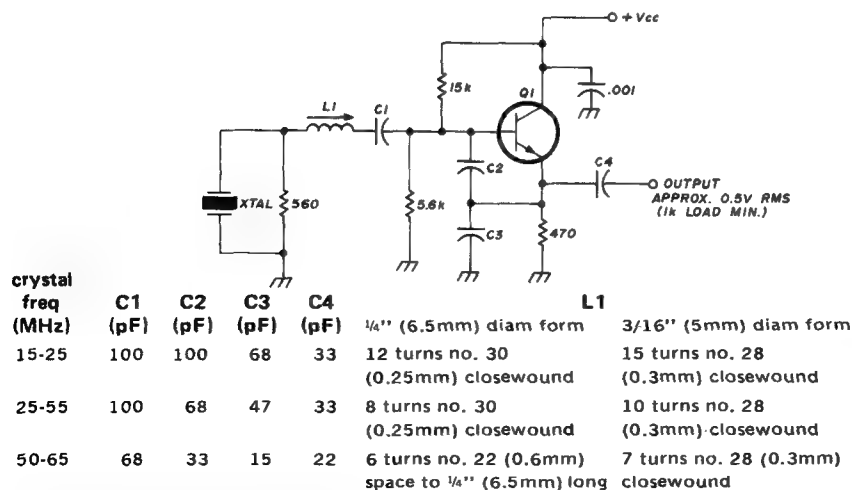 + Vcc
Q1
15k
.001
L1
C1
C4
C2
OUTPUT
APPROX. 0.5V RMS
(1k LOAD MIN.)
XTAL
560
5.6k
C3
470
crystal freq (MHz) C1 (pF) C2 (pF) C3 (pF) C4 (pF) L1
1/4" (6.5mm) diam form 3/16" (5mm) diam form
15-25 100 100 68 33 12 turns no. 30 15 turns no. 28
(0.25mm) closewound (0.3mm) closewound
25-55 100 68 47 33 8 turns no. 30 10 turns no. 28
(0.25mm) closewound (0.3mm) closewound
50-65 68 33 15 22 6 turns no. 22 (0.6mm) 7 turns no. 28 (0.3mm)
space to 1/4" (6.5mm) long closewound